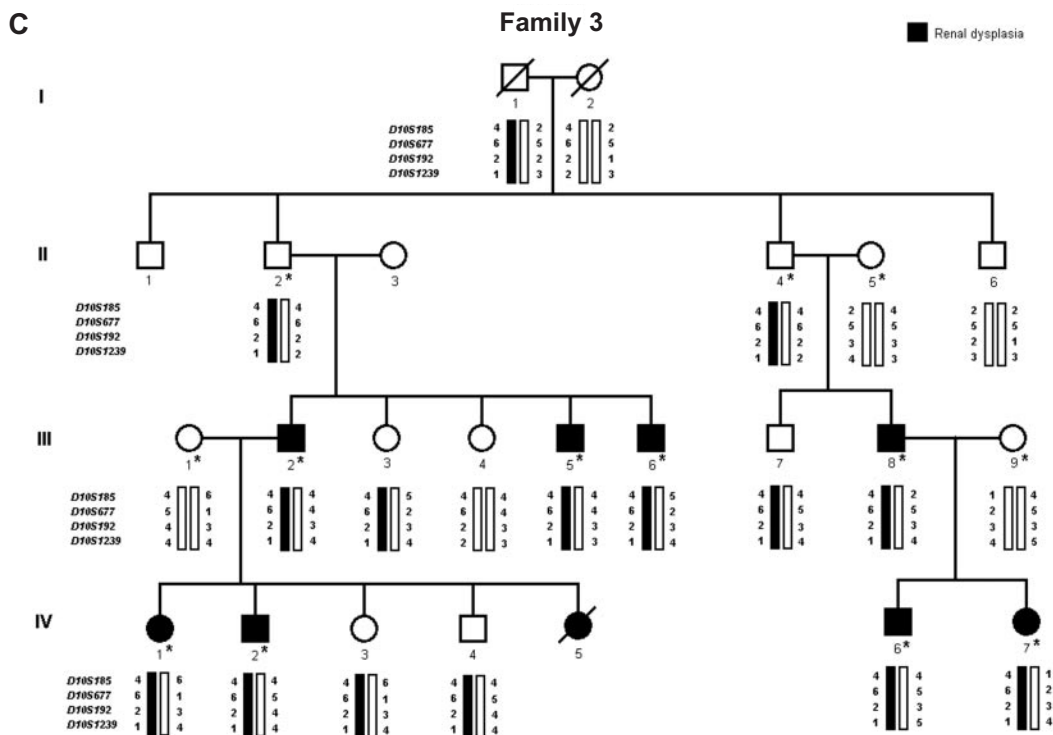 C Family 3
Renal dysplasia
I
1 2
D10S185 4 2 4 2
D10S677 6 5 6 5
D10S192 2 2 2 1
D10S1239 1 3 2 3
II
1 2* 3 4* 5* 6
D10S185 4 4 4 4 2 4 2 2
D10S677 6 6 6 6 5 5 5 5
D10S192 2 2 2 2 3 3 2 1
D10S1239 1 2 1 2 4 3 3 3
III
1* 2* 3 4 5* 6* 7 8* 9*
D10S185 4 6 4 4 4 5 4 4 4 4 4 5 4 4 4 2 1 4
D10S677 5 1 6 4 6 2 6 4 6 4 6 2 6 5 6 5 2 2
D10S192 4 3 2 3 2 3 2 3 2 3 2 3 2 3 2 3 3 3
D10S1239 4 4 1 4 1 4 2 3 1 3 1 4 1 4 1 4 4 5
IV
1* 2* 3 4 5 6* 7*
D10S185 4 6 4 4 4 6 4 4 4 4 4 1
D10S677 6 1 6 5 6 1 6 5 6 2 6 2
D10S192 2 3 2 4 2 3 2 4 2 3 2 3
D10S1239 1 4 1 4 1 4 1 4 1 5 1 4